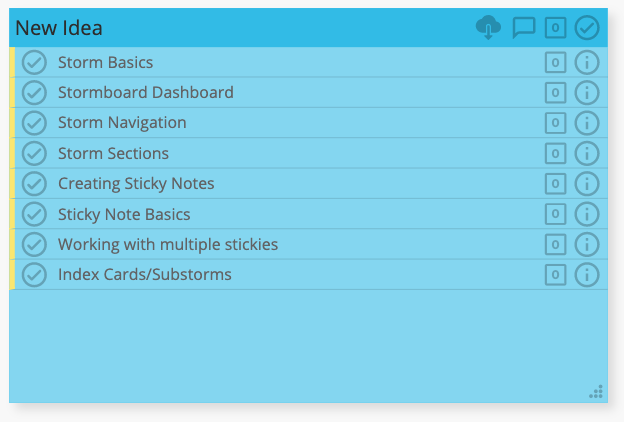 New Idea 0
Storm Basics 0
Stormboard Dashboard 0
Storm Navigation 0
Storm Sections 0
Creating Sticky Notes 0
Sticky Note Basics 0
Working with multiple stickies 0
Index Cards/Substorms 0